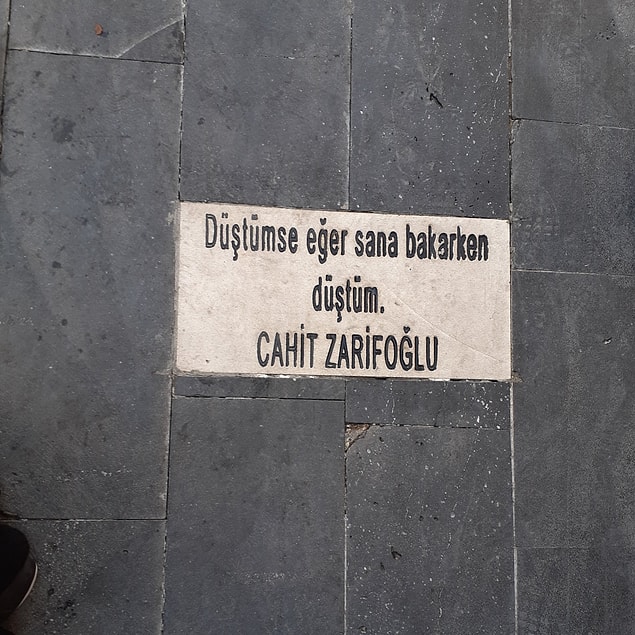 Düştümse eğer sana bakarken
düştüm.
CAHİT ZARİFOĞLU